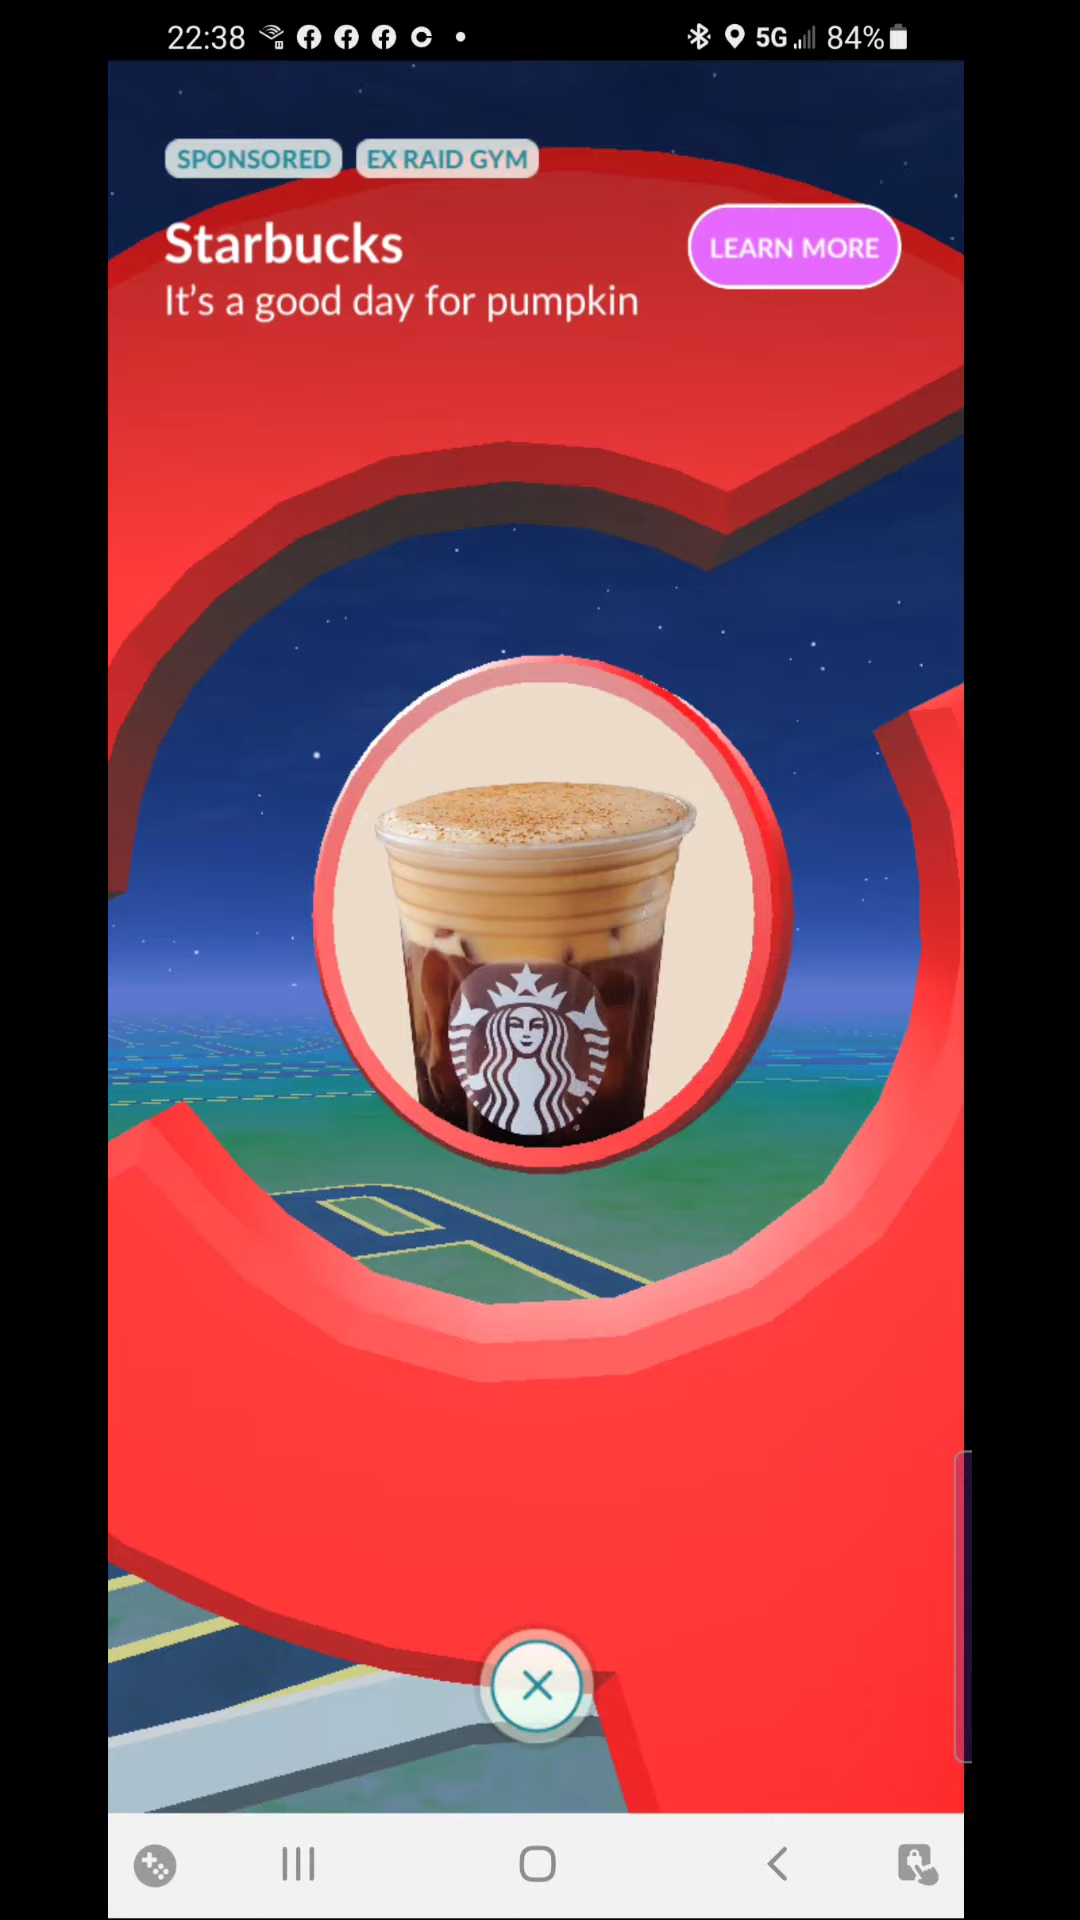 22:38 5G 84%
SPONSORED EX RAID GYM
Starbucks
LEARN MORE
It's a good day for pumpkin